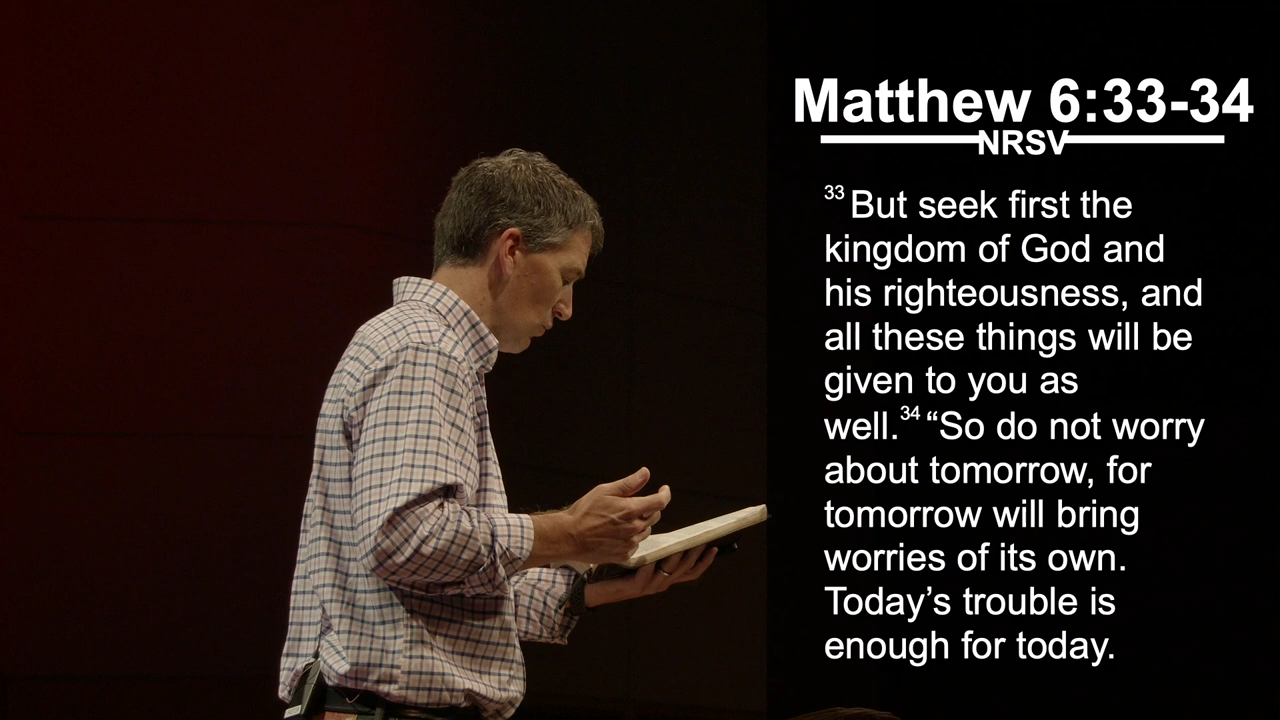 Matthew 6:33-34
NRSV
33 But seek first the
kingdom of God and
his righteousness, and
all these things will be
given to you as
well.34 “So do not worry
about tomorrow, for
tomorrow will bring
worries of its own.
Today’s trouble is
enough for today.